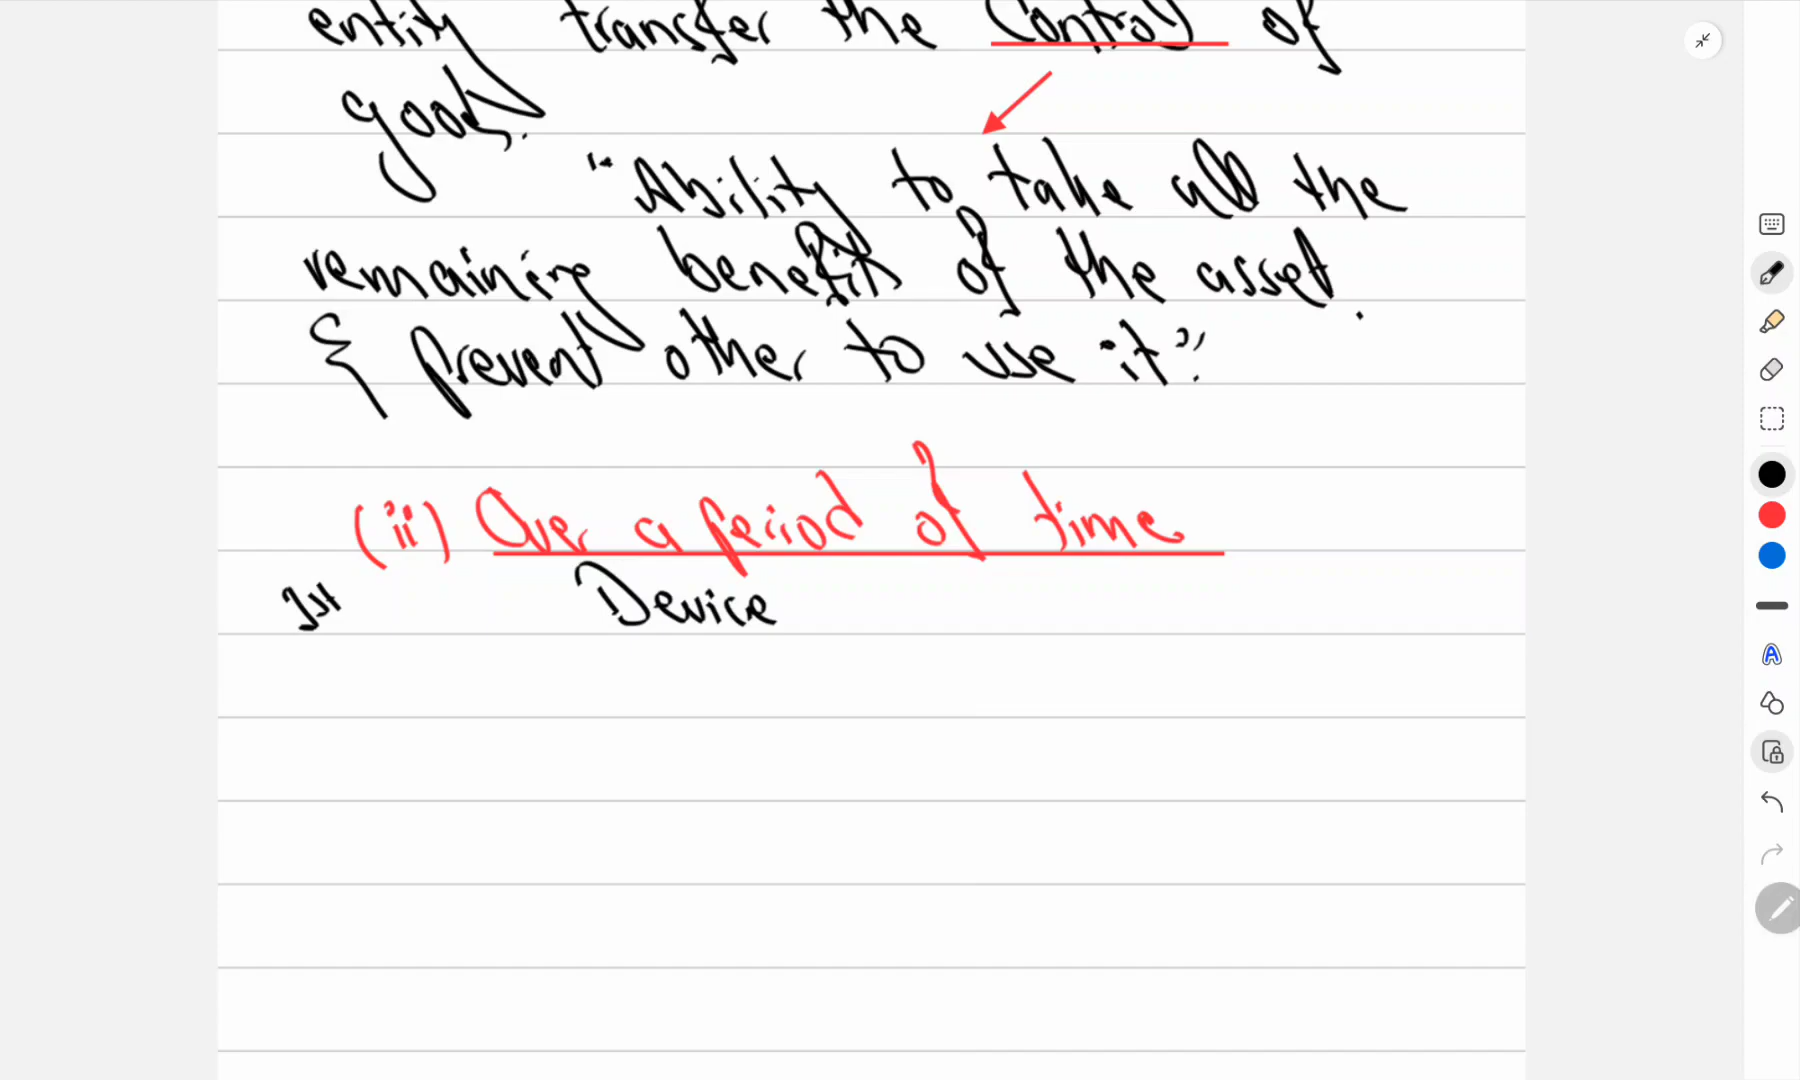 entity transfer the Control of
goods.
"Ability to take all the
remaining benefit of the asset.
& prevent other to use it".
(ii) Over a period of time
1st Device